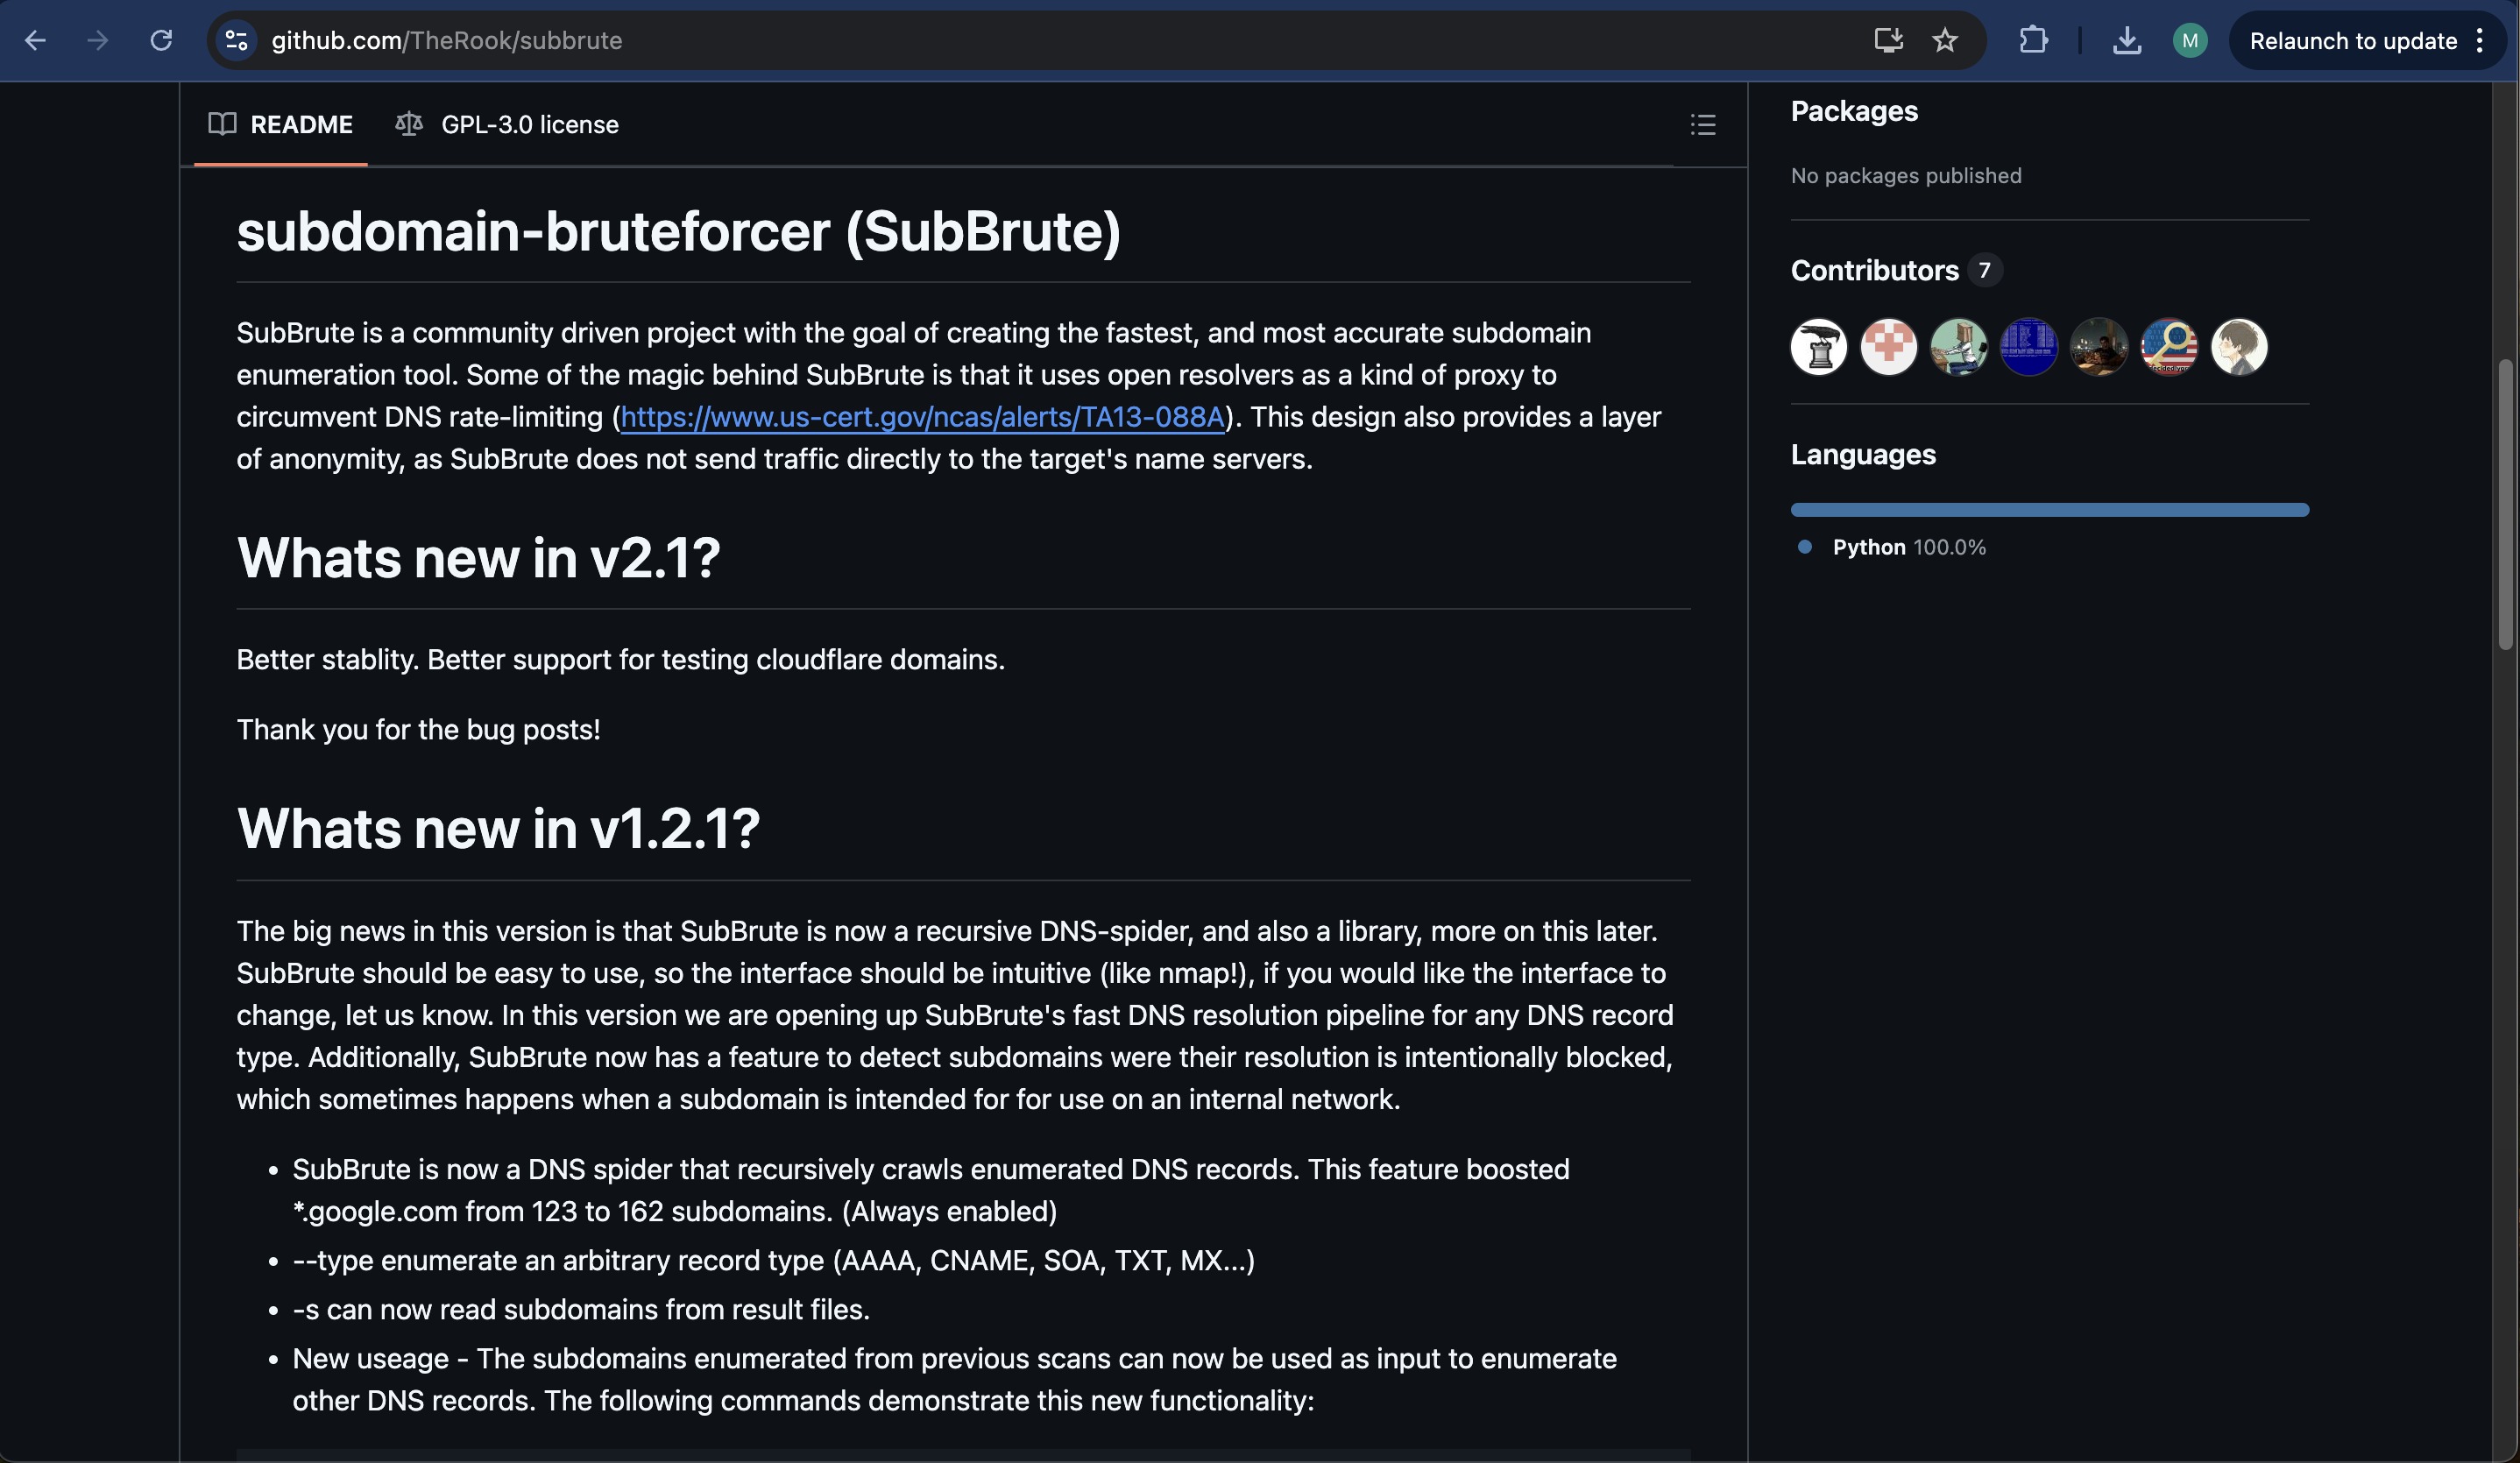 github.com/TheRook/subbrute
M
Relaunch to update
README
GPL-3.0 license
subdomain-bruteforcer (SubBrute)
SubBrute is a community driven project with the goal of creating the fastest, and most accurate subdomain
enumeration tool. Some of the magic behind SubBrute is that it uses open resolvers as a kind of proxy to
circumvent DNS rate-limiting (https://www.us-cert.gov/ncas/alerts/TA13-088A). This design also provides a layer
of anonymity, as SubBrute does not send traffic directly to the target's name servers.
Whats new in v2.1?
Better stablity. Better support for testing cloudflare domains.
Thank you for the bug posts!
Whats new in v1.2.1?
The big news in this version is that SubBrute is now a recursive DNS-spider, and also a library, more on this later.
SubBrute should be easy to use, so the interface should be intuitive (like nmap!), if you would like the interface to
change, let us know. In this version we are opening up SubBrute's fast DNS resolution pipeline for any DNS record
type. Additionally, SubBrute now has a feature to detect subdomains were their resolution is intentionally blocked,
which sometimes happens when a subdomain is intended for for use on an internal network.
• SubBrute is now a DNS spider that recursively crawls enumerated DNS records. This feature boosted
*.google.com from 123 to 162 subdomains. (Always enabled)
• --type enumerate an arbitrary record type (AAAA, CNAME, SOA, TXT, MX...)
• -s can now read subdomains from result files.
• New useage - The subdomains enumerated from previous scans can now be used as input to enumerate
other DNS records. The following commands demonstrate this new functionality:
Packages
No packages published
Contributors 7
Languages
Python 100.0%